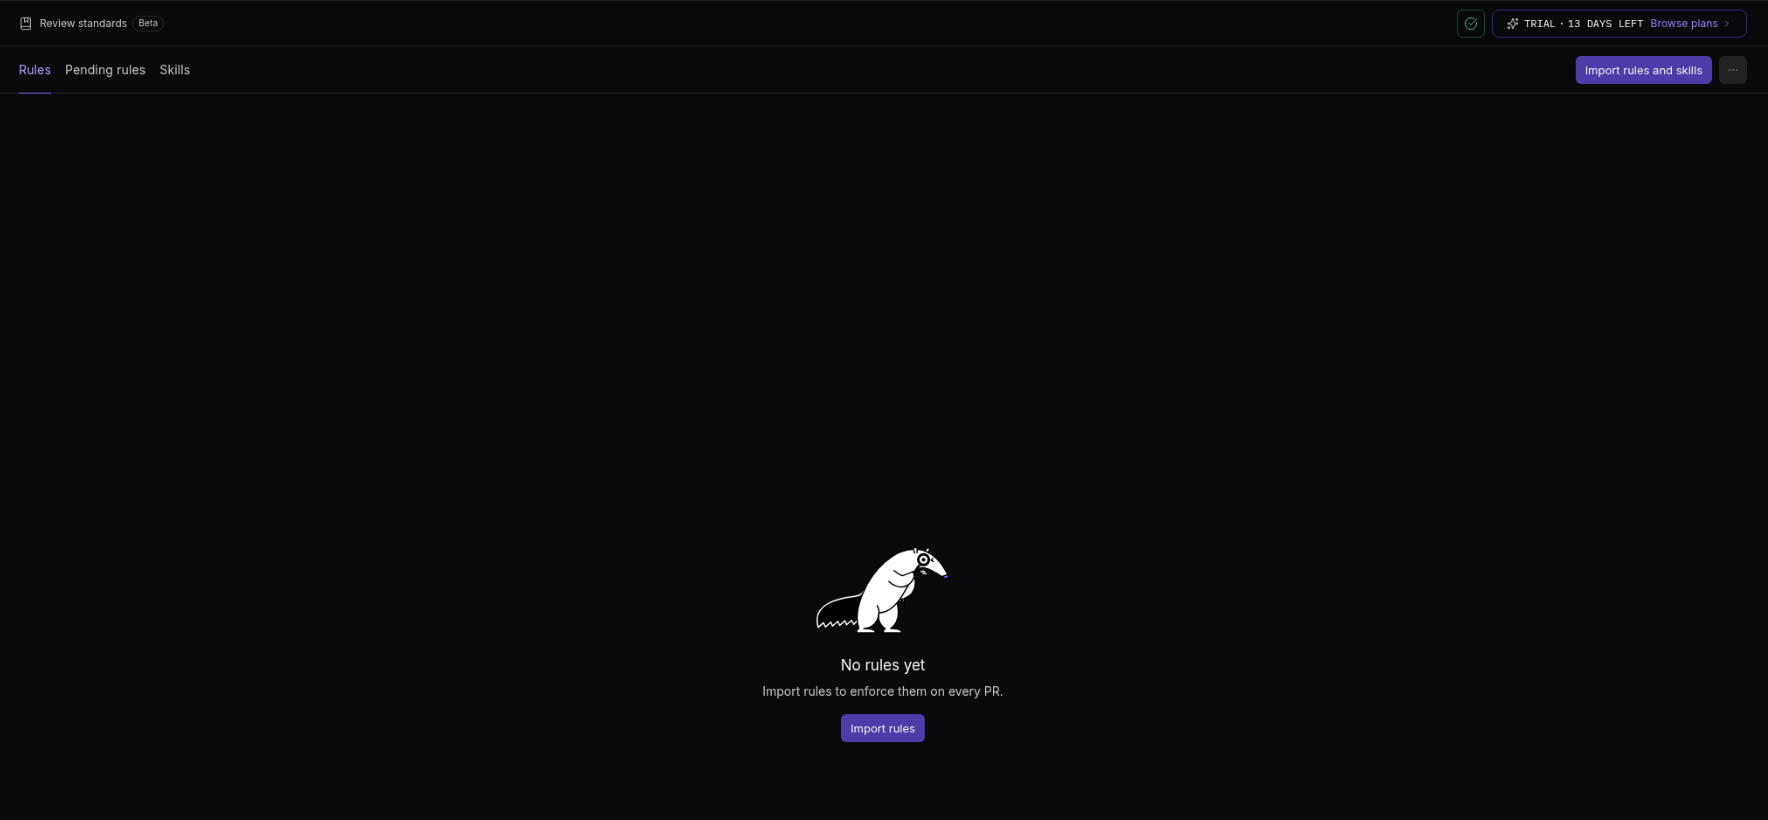 Review standards Beta
TRIAL · 13 DAYS LEFT Browse plans
Rules Pending rules Skills
Import rules and skills
No rules yet
Import rules to enforce them on every PR.
Import rules